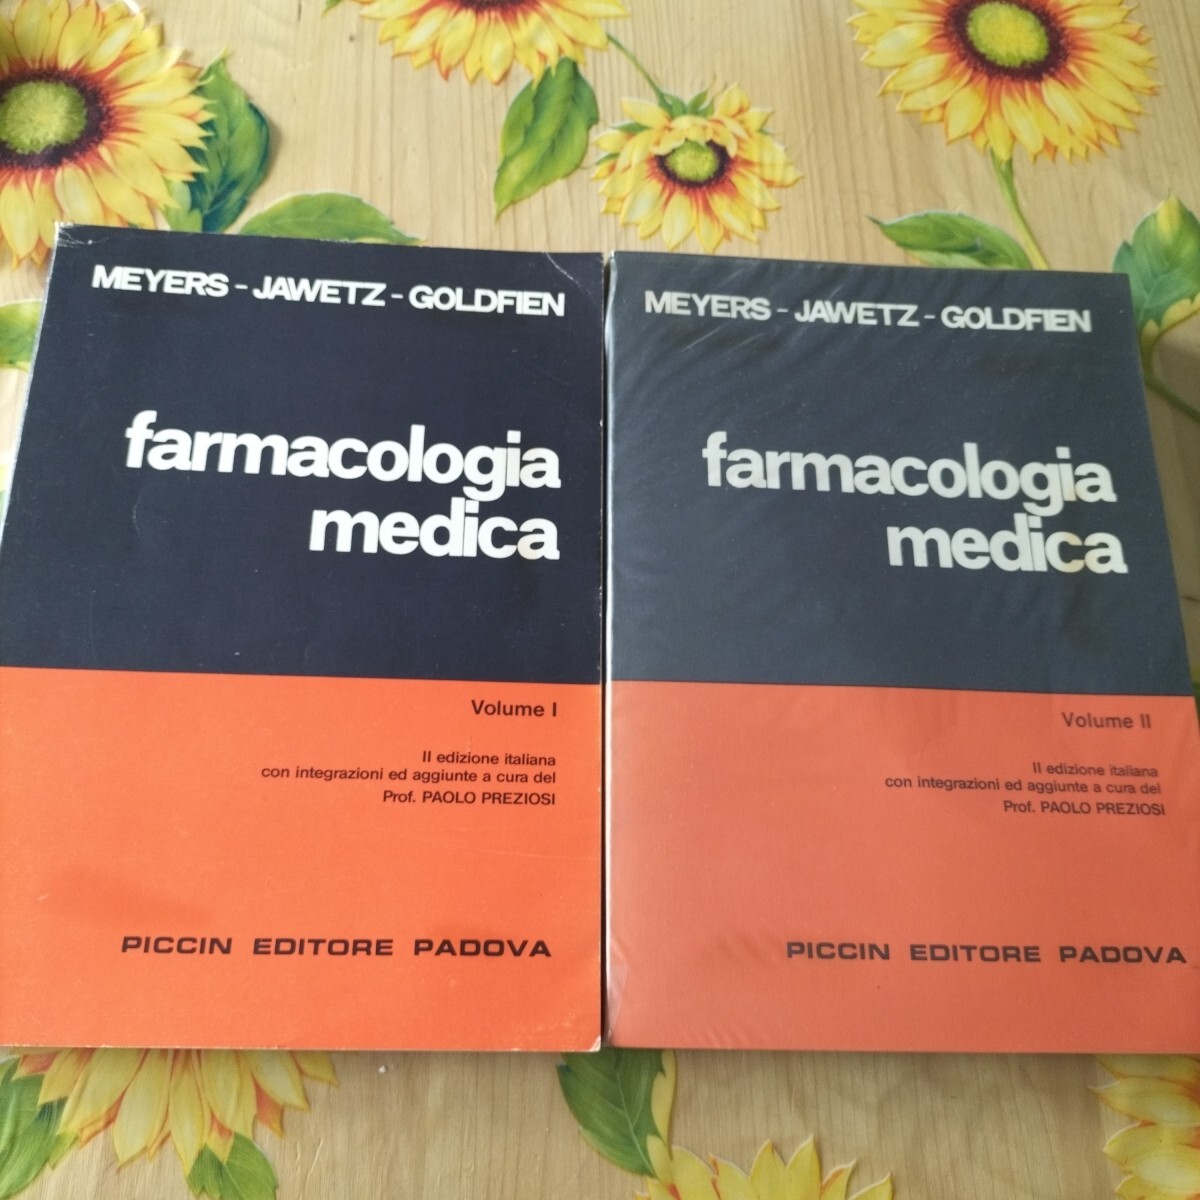 MEYERS - JAWETZ - GOLDFIEN
farmacologia
medica
Volume I
II edizione italiana
con integrazioni ed aggiunte a cura del
Prof. PAOLO PREZIOSI
PICCIN EDITORE PADOVA
MEYERS - JAWETZ - GOLDFIEN
farmacologia
medica
Volume II
II edizione italiana
con integrazioni ed aggiunte a cura del
Prof. PAOLO PREZIOSI
PICCIN EDITORE PADOVA